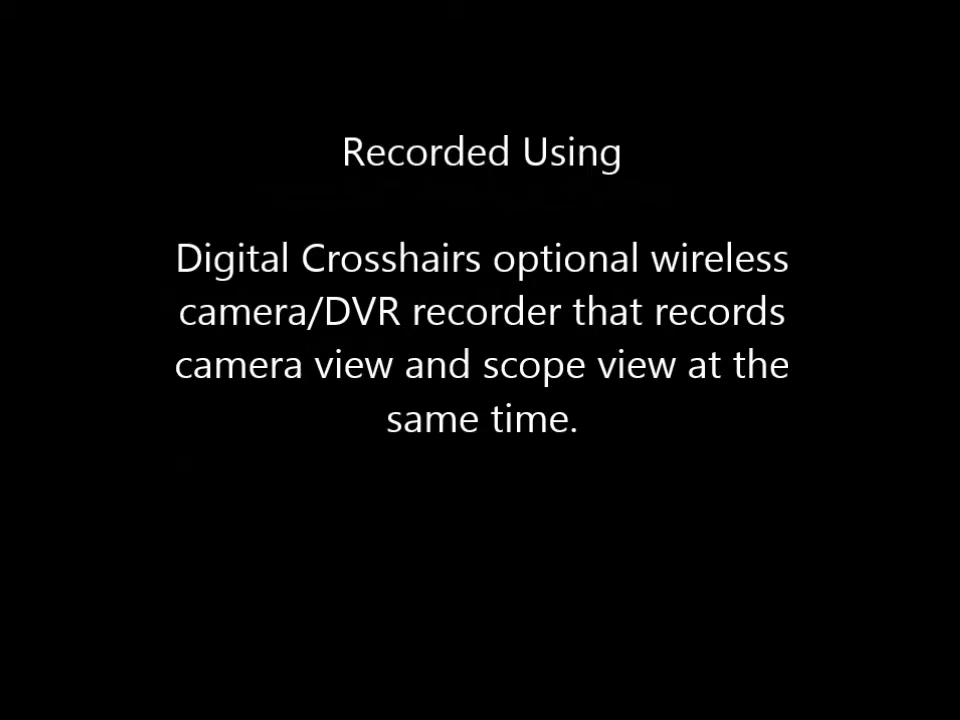 Recorded Using
Digital Crosshairs optional wireless
camera/DVR recorder that records
camera view and scope view at the
same time.